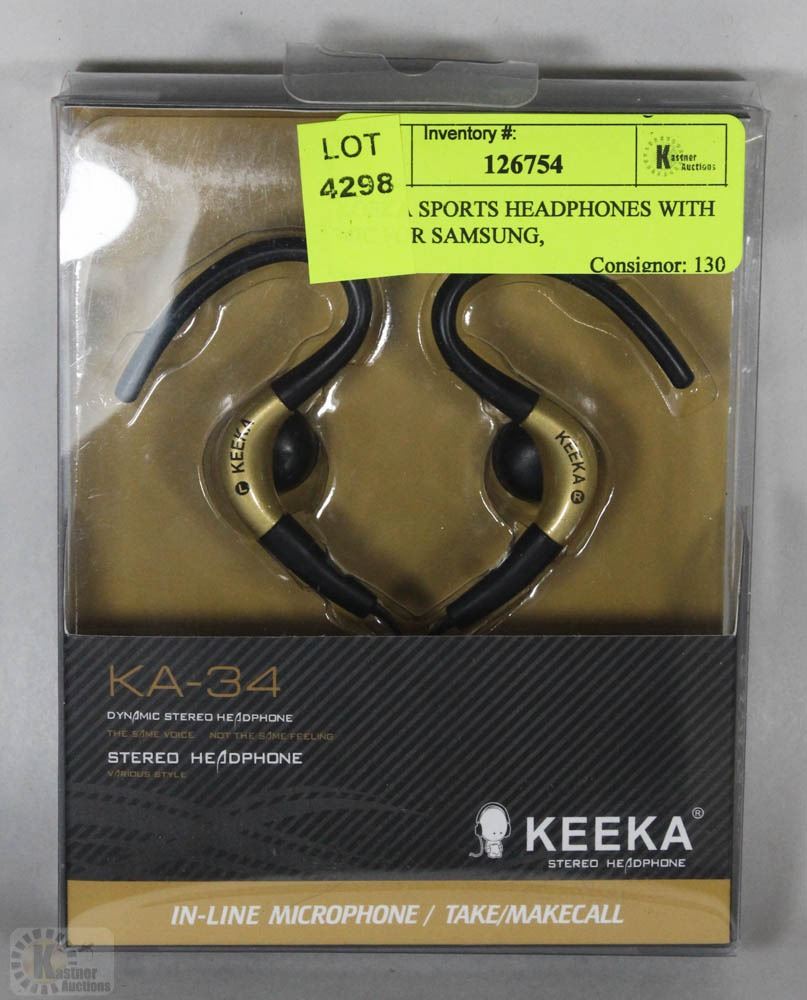 LOT
4298
Inventory #:
126754
Kastner
Auctions
SPORTS HEADPHONES WITH
SAMSUNG,
Consignor: 130
L KEEKA
KEEKA R
KA-34
DYNAMIC STEREO HEADPHONE
THE SAME VOICE NOT THE SAME FEELING
STEREO HEADPHONE
VARIOUS STYLE
KEEKA®
STEREO HEADPHONE
IN-LINE MICROPHONE / TAKE/MAKECALL
Kastner
Auctions